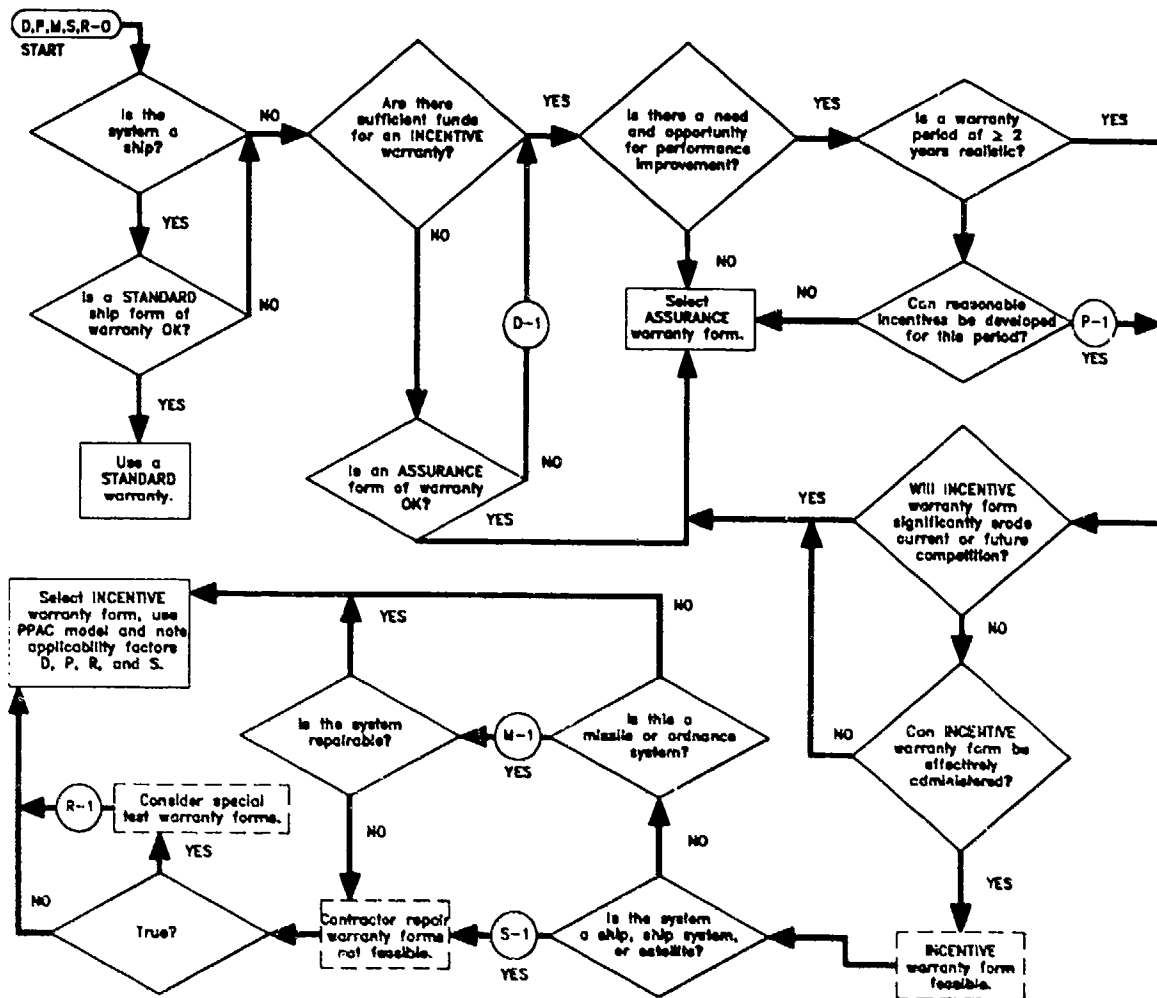 D,P,M,S,R-0
START
Is the
system a
ship?
NO
YES
Is a STANDARD
ship form of
warranty OK?
NO
YES
Use a
STANDARD
warranty.
Are there
sufficient funds
for an INCENTIVE
warranty?
YES
NO
D-1
Is an ASSURANCE
form of warranty
OK?
NO
YES
Is there a need
and opportunity
for performance
improvement?
YES
NO
Select
ASSURANCE
warranty form.
Is a warranty
period of ≥ 2
years realistic?
YES
NO
Can reasonable
incentives be developed
for this period?
P-1
YES
Will INCENTIVE
warranty form
significantly erode
current or future
competition?
YES
NO
Can INCENTIVE
warranty form be
effectively
administered?
NO
YES
INCENTIVE
warranty form
feasible.
Is the system
a ship, ship system,
or satellite?
NO
S-1
YES
Is this a
missile or ordnance
system?
NO
M-1
YES
Is the system
repairable?
YES
NO
Contractor repair
warranty forms
not feasible.
True?
YES
NO
Consider special
test warranty forms.
R-1
Select INCENTIVE
warranty form, use
PPAC model and note
applicability factors
D, P, R, and S.